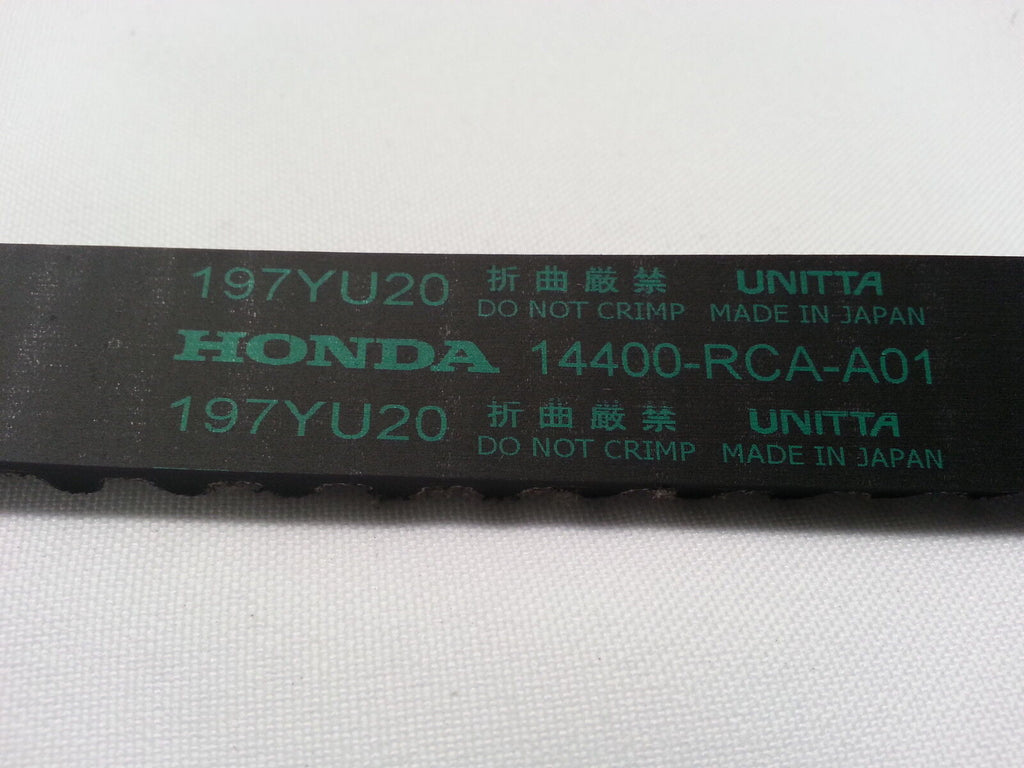 197YU20 折曲厳禁 UNITTA
DO NOT CRIMP MADE IN JAPAN
HONDA 14400-RCA-A01
197YU20 折曲厳禁 UNITTA
DO NOT CRIMP MADE IN JAPAN